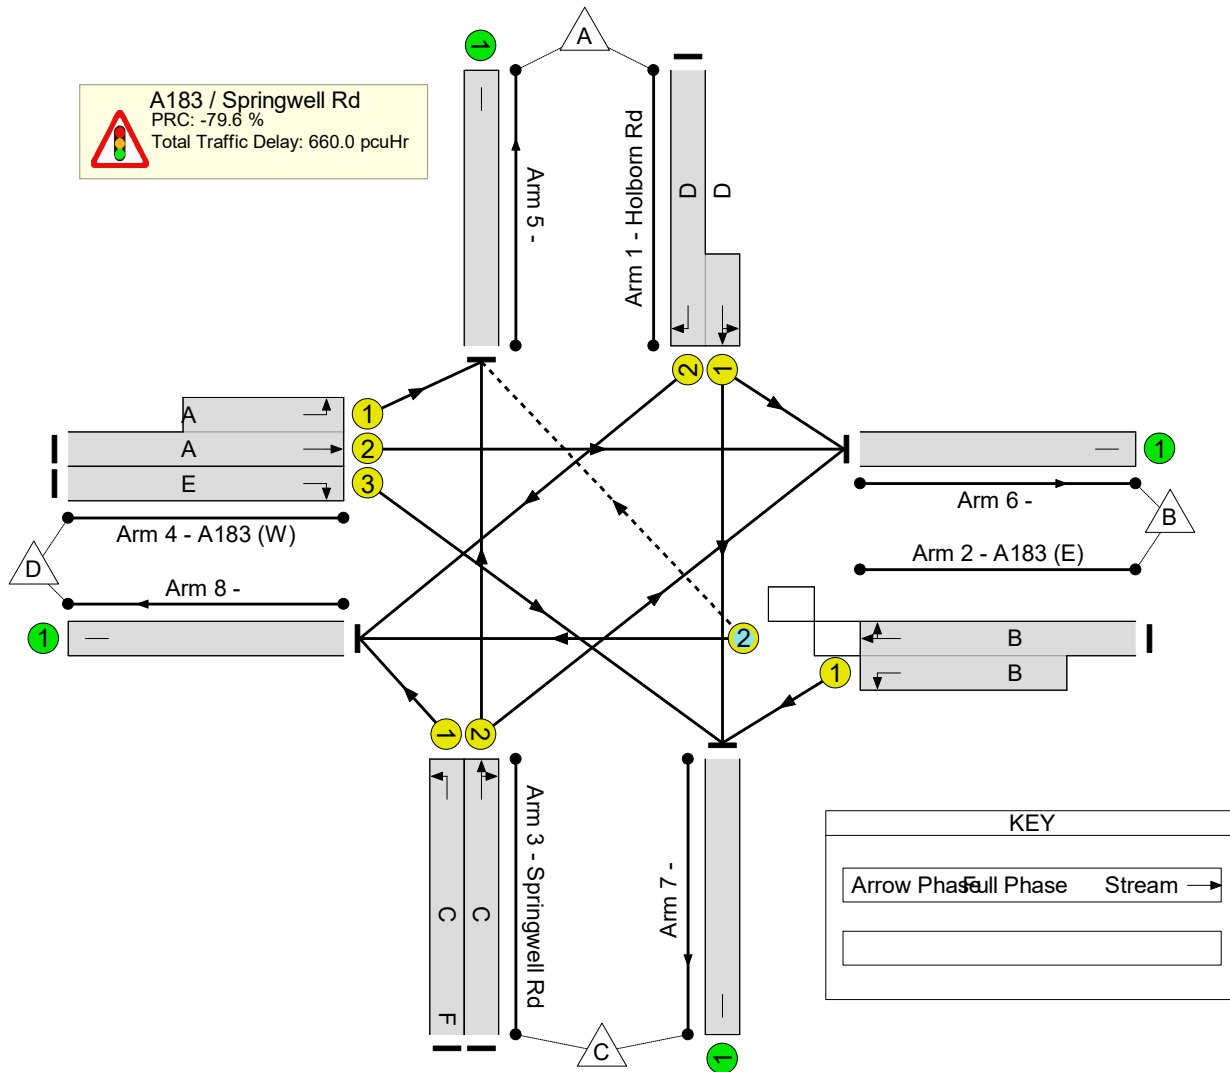 1
A
A183 / Springwell Rd
PRC: -79.6 %
Total Traffic Delay: 660.0 pcuHr
Arm 5 -
Arm 1 - Holborn Rd
D
D
2
1
A
1
A
2
E
3
Arm 4 - A183 (W)
D
Arm 8 -
1
1
Arm 6 -
B
Arm 2 - A183 (E)
B
2
B
1
1
2
C
C
F
Arm 3 - Springwell Rd
Arm 7 -
C
1
KEY
Arrow Phase
Full Phase
Stream